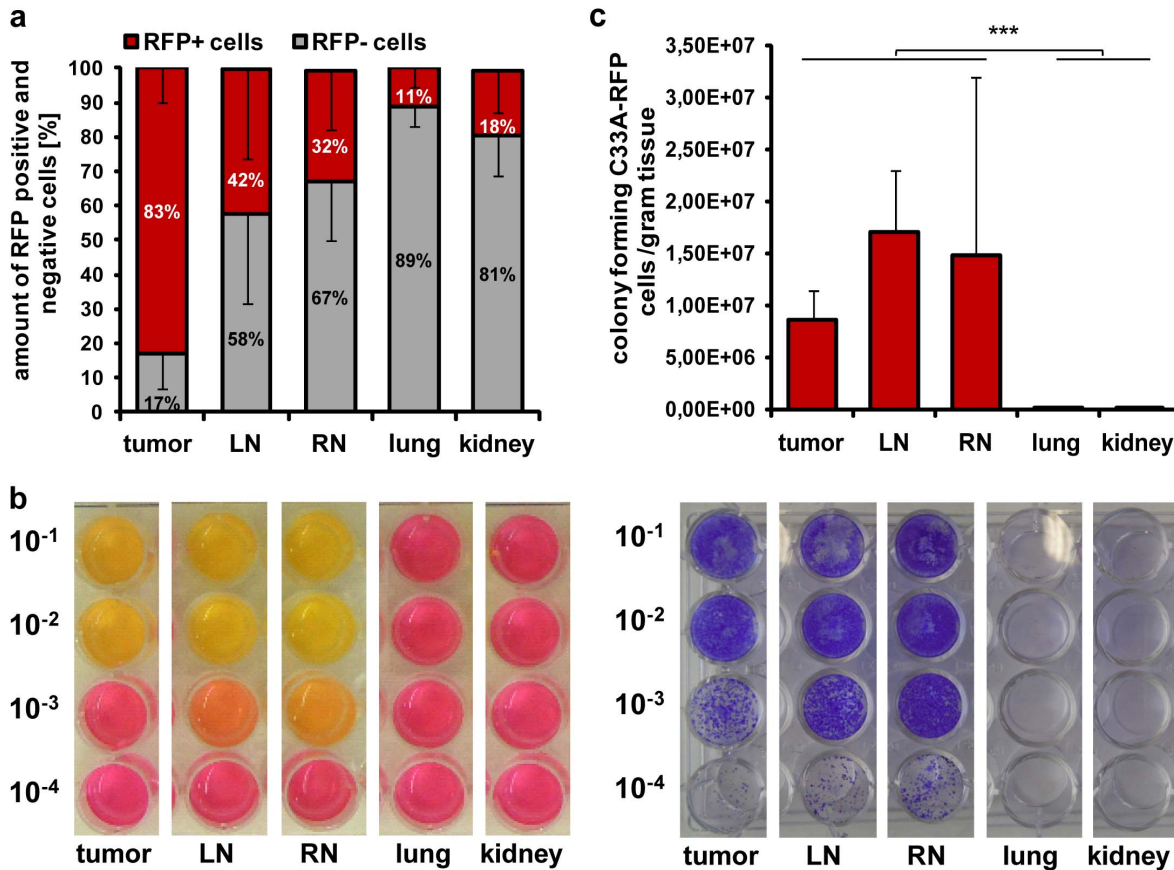 a
RFP+ cells RFP- cells
amount of RFP positive and
negative cells [%]
100
90
80
70
60
50
40
30
20
10
0
83%
17%
42%
58%
32%
67%
11%
89%
18%
81%
tumor LN RN lung kidney
c
***
colony forming C33A-RFP
cells /gram tissue
3,50E+07
3,00E+07
2,50E+07
2,00E+07
1,50E+07
1,00E+07
5,00E+06
0,00E+00
tumor LN RN lung kidney
b
10-1
10-2
10-3
10-4
tumor LN RN lung kidney
10-1
10-2
10-3
10-4
tumor LN RN lung kidney